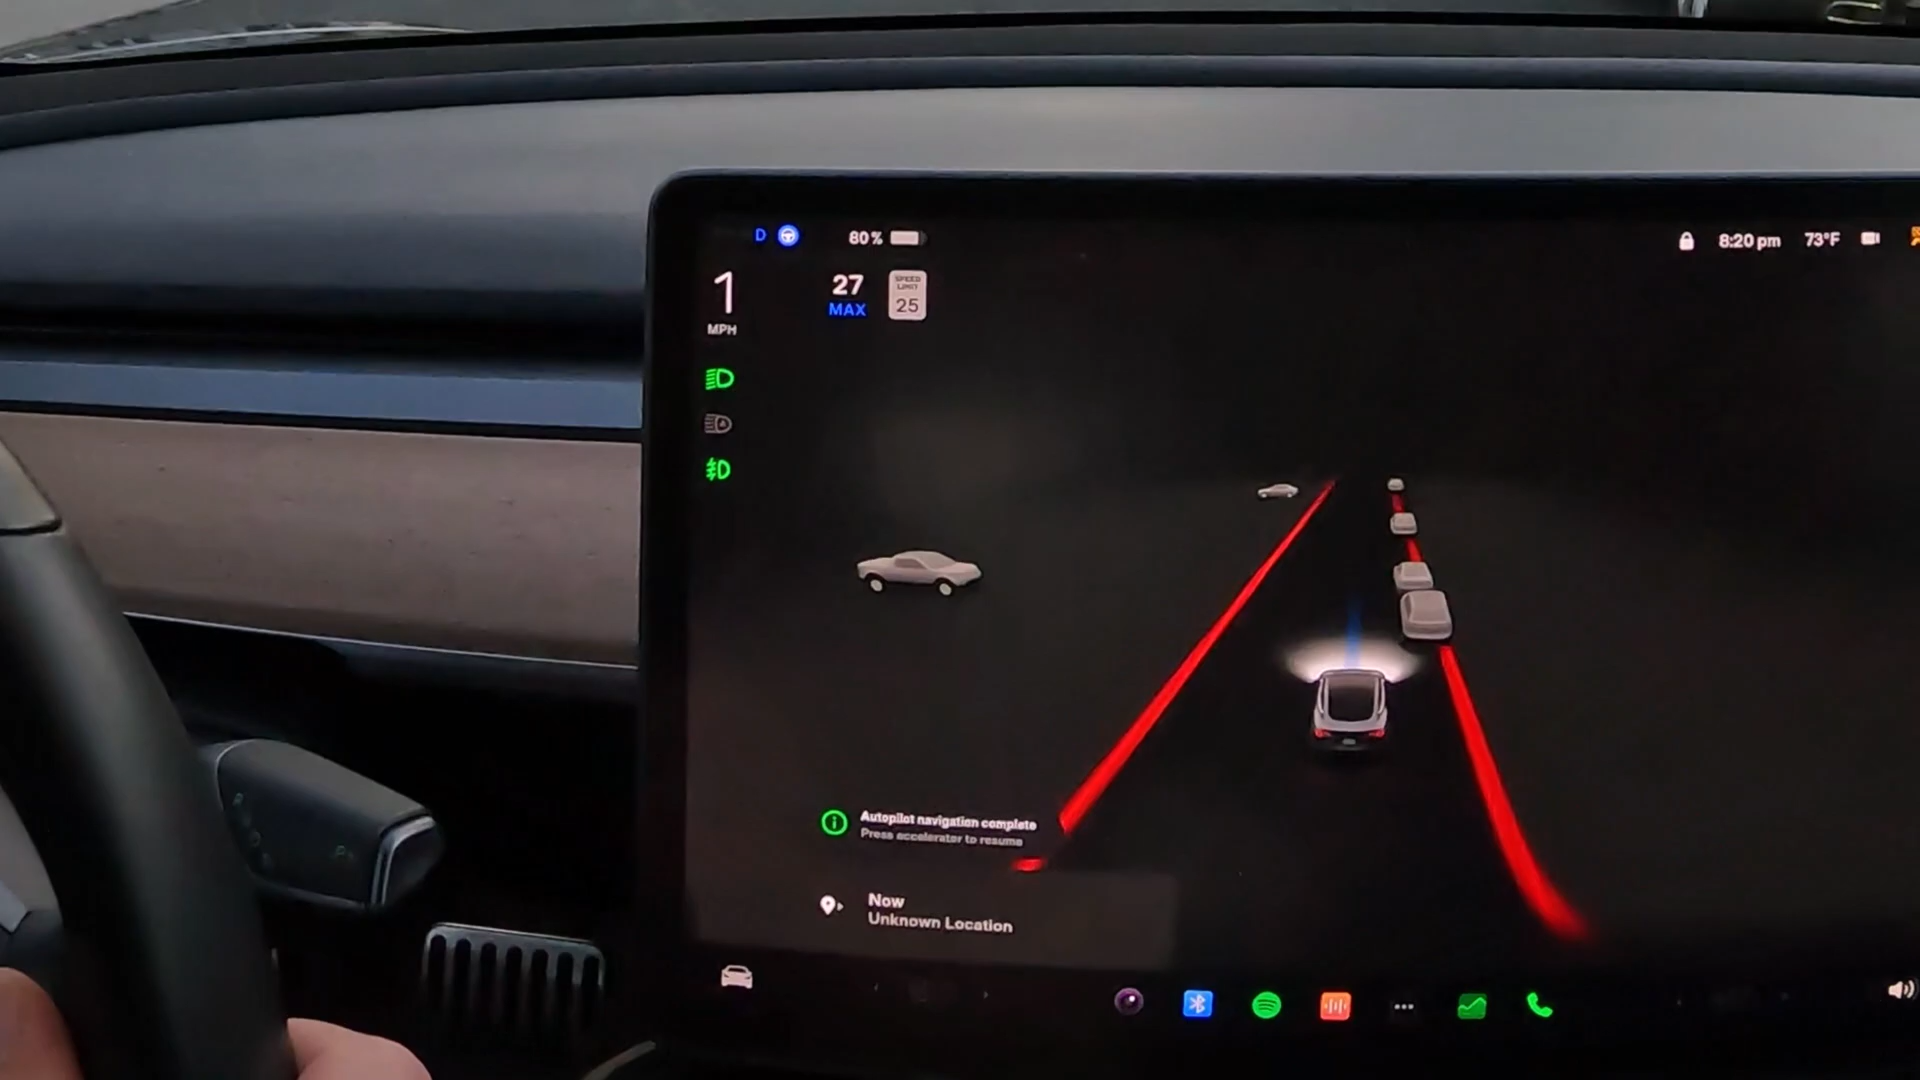 D
80%
8:20 pm
73°F
1
MPH
27
MAX
SPEED
LIMIT
25
Autopilot navigation complete
Press accelerator to resume
Now
Unknown Location
R
N
D
P